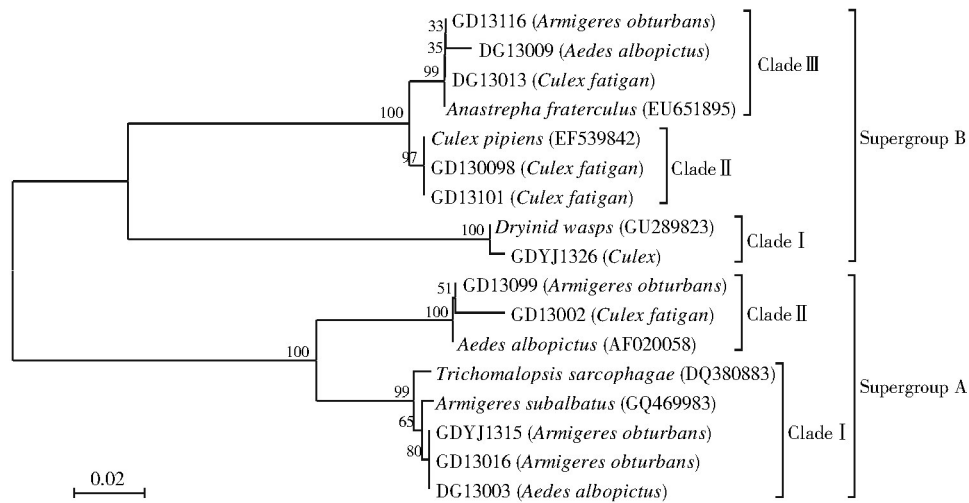 33
GD13116 (Armigeres obturbans)
35
DG13009 (Aedes albopictus)
Clade Ⅲ
99
DG13013 (Culex fatigan)
100
Anastrepha fraterculus (EU651895)
Culex pipiens (EF539842)
Supergroup B
97
GD130098 (Culex fatigan)
Clade Ⅱ
GD13101 (Culex fatigan)
100
Dryinid wasps (GU289823)
Clade Ⅰ
GDYJ1326 (Culex)
51
GD13099 (Armigeres obturbans)
100
GD13002 (Culex fatigan)
Clade Ⅱ
Aedes albopictus (AF020058)
100
Trichomalopsis sarcophagae (DQ380883)
Supergroup A
99
Armigeres subalbatus (GQ469983)
65
GDYJ1315 (Armigeres obturbans)
Clade Ⅰ
80
GD13016 (Armigeres obturbans)
DG13003 (Aedes albopictus)
0.02